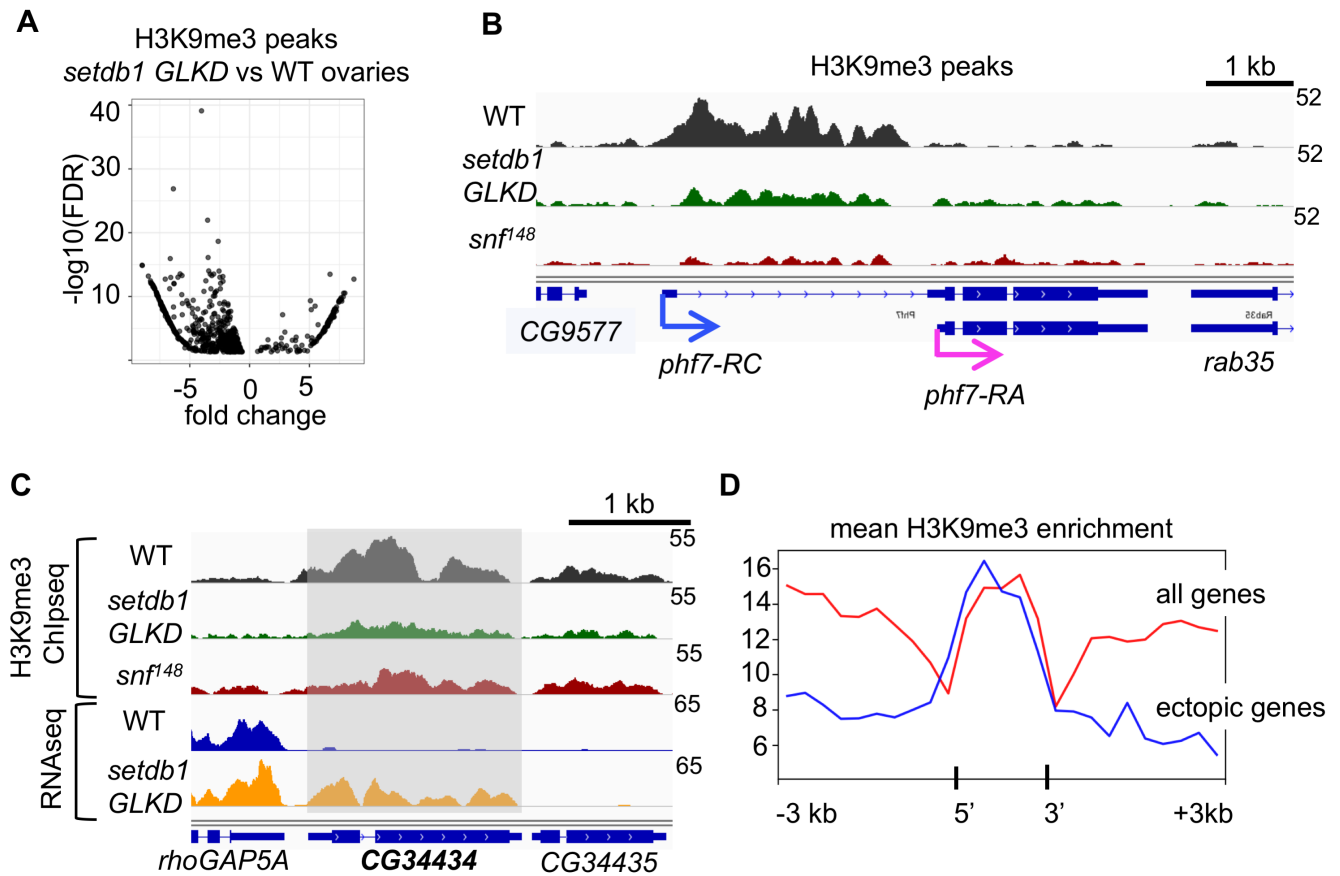 A
H3K9me3 peaks
setdb1 GLKD vs WT ovaries
-log10(FDR)
40
30
20
10
-5
0
5
fold change
B
H3K9me3 peaks
1 kb
WT
52
setdb1
GLKD
52
snf148
52
Phf7
Rab35
CG9577
phf7-RC
phf7-RA
rab35
C
1 kb
H3K9me3
ChIpseq
WT
55
setdb1
GLKD
55
snf148
55
RNAseq
WT
65
setdb1
GLKD
65
rhoGAP5A
CG34434
CG34435
D
mean H3K9me3 enrichment
16
14
12
10
8
6
all genes
ectopic genes
-3 kb
5’
3’
+3kb